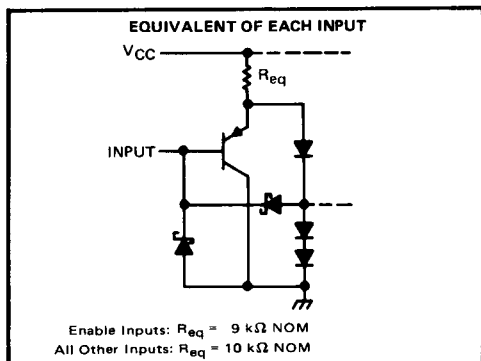 EQUIVALENT OF EACH INPUT
VCC
Req
INPUT
Enable Inputs: Req = 9 kΩ NOM
All Other Inputs: Req = 10 kΩ NOM